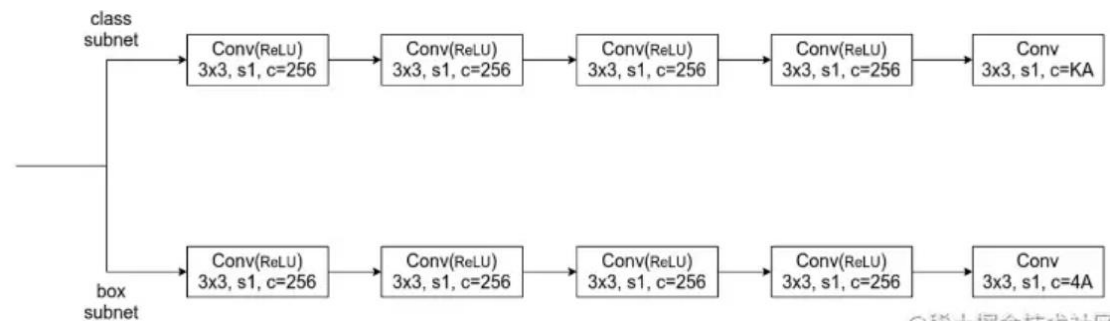 class
subnet
Conv(ReLU)
3x3, s1, c=256
Conv(ReLU)
3x3, s1, c=256
Conv(ReLU)
3x3, s1, c=256
Conv(ReLU)
3x3, s1, c=256
Conv
3x3, s1, c=KA
Conv(ReLU)
3x3, s1, c=256
Conv(ReLU)
3x3, s1, c=256
Conv(ReLU)
3x3, s1, c=256
Conv(ReLU)
3x3, s1, c=256
Conv
3x3, s1, c=4A
box
subnet